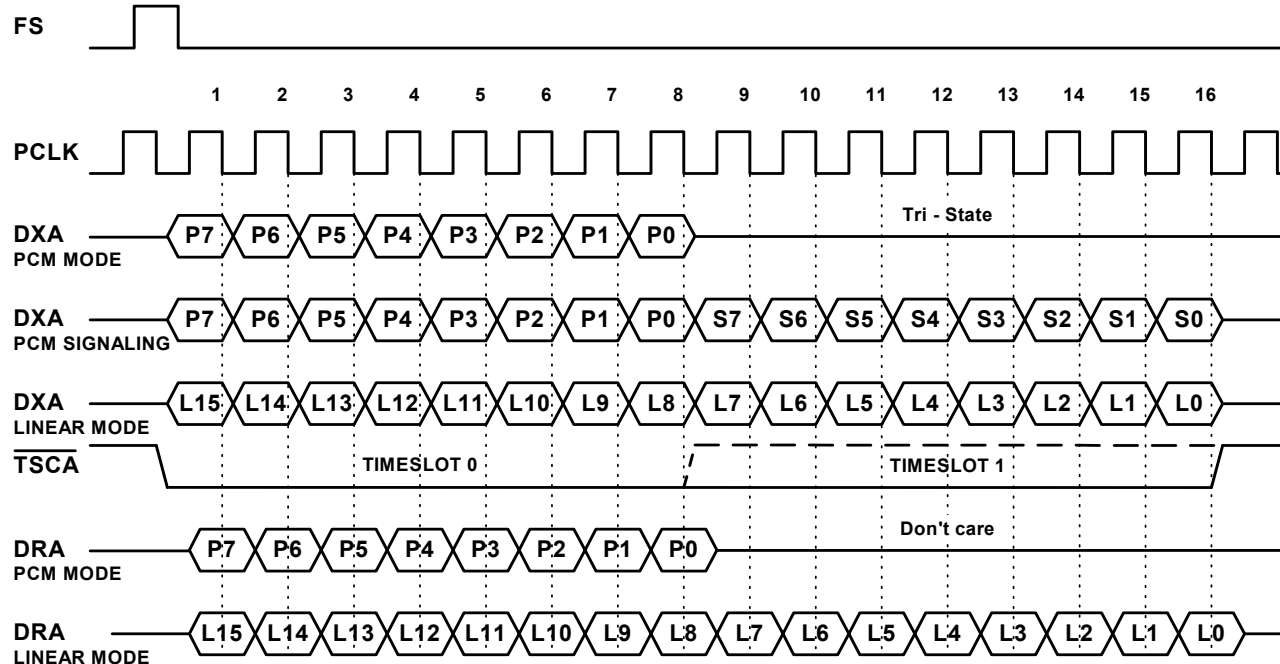 FS
1 2 3 4 5 6 7 8 9 10 11 12 13 14 15 16
PCLK
Tri - State
DXA P7 P6 P5 P4 P3 P2 P1 P0
PCM MODE
DXA P7 P6 P5 P4 P3 P2 P1 P0 S7 S6 S5 S4 S3 S2 S1 S0
PCM SIGNALING
DXA L15 L14 L13 L12 L11 L10 L9 L8 L7 L6 L5 L4 L3 L2 L1 L0
LINEAR MODE
TSCA TIMESLOT 0 TIMESLOT 1
Don't care
DRA P7 P6 P5 P4 P3 P2 P1 P0
PCM MODE
DRA L15 L14 L13 L12 L11 L10 L9 L8 L7 L6 L5 L4 L3 L2 L1 L0
LINEAR MODE